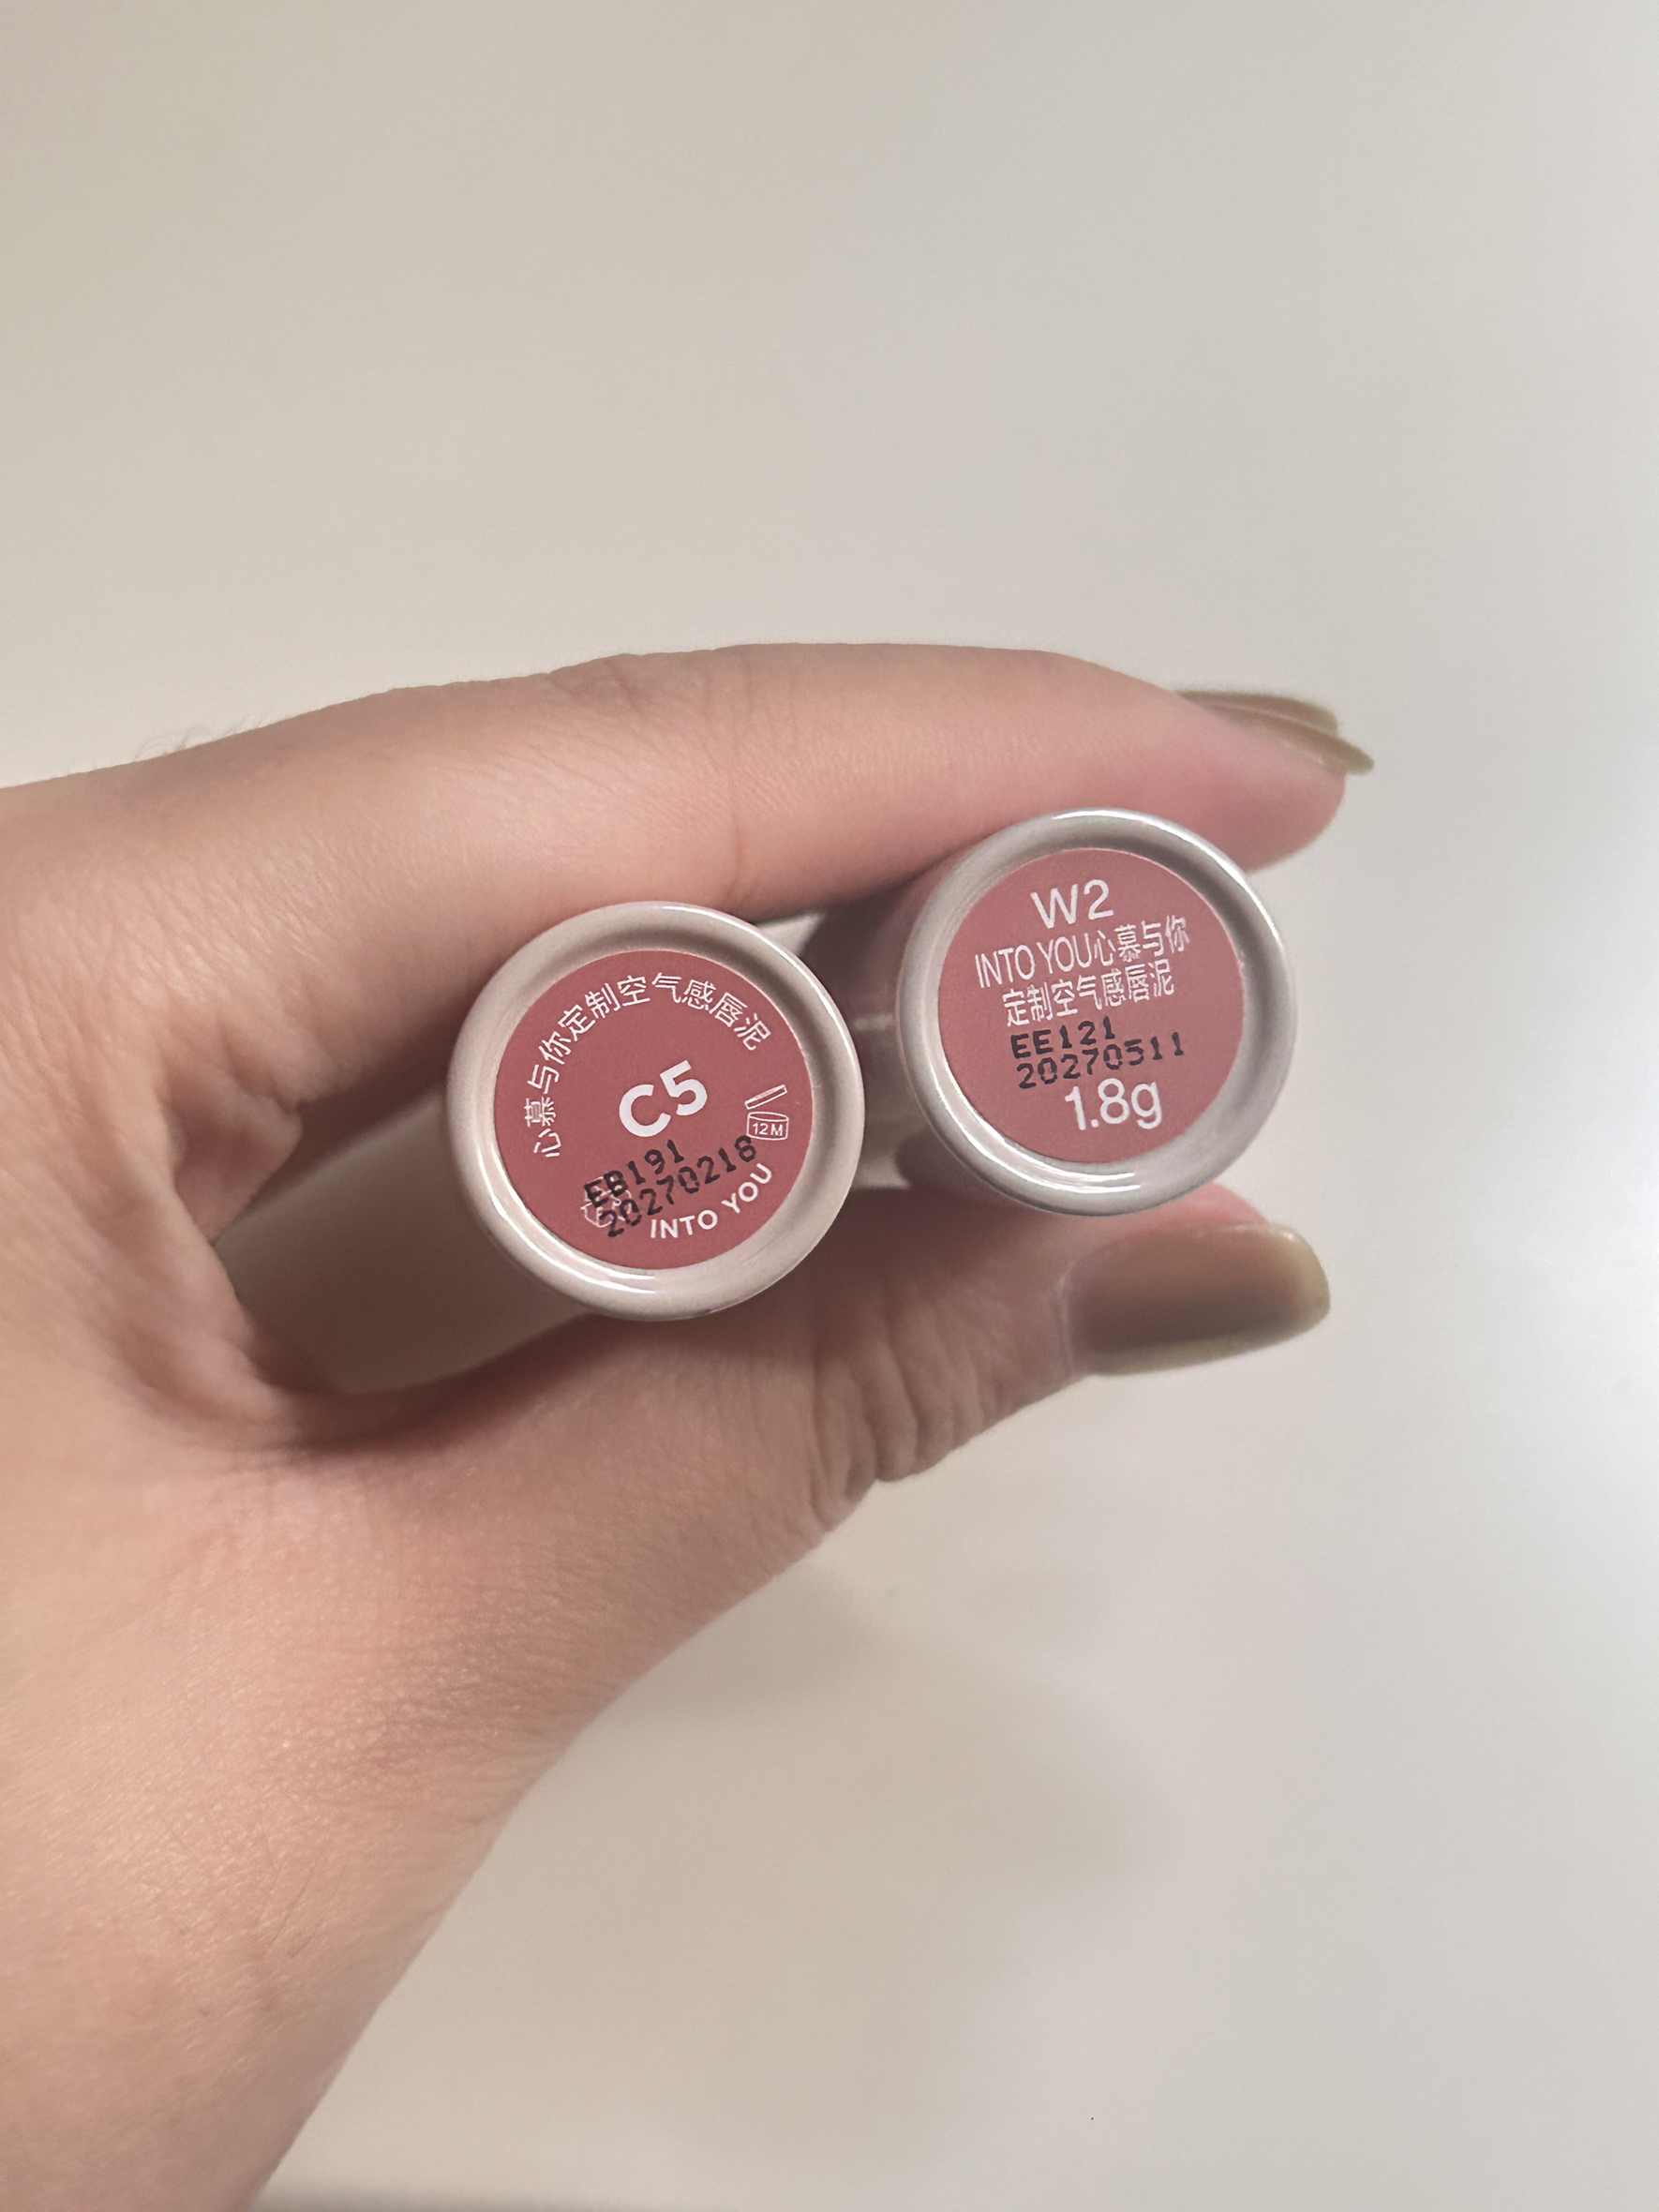 心慕与你定制空气感唇泥
C5
12M
EB191
20270218
INTO YOU
W2
INTO YOU心慕与你
定制空气感唇泥
EE121
20270511
1.8g